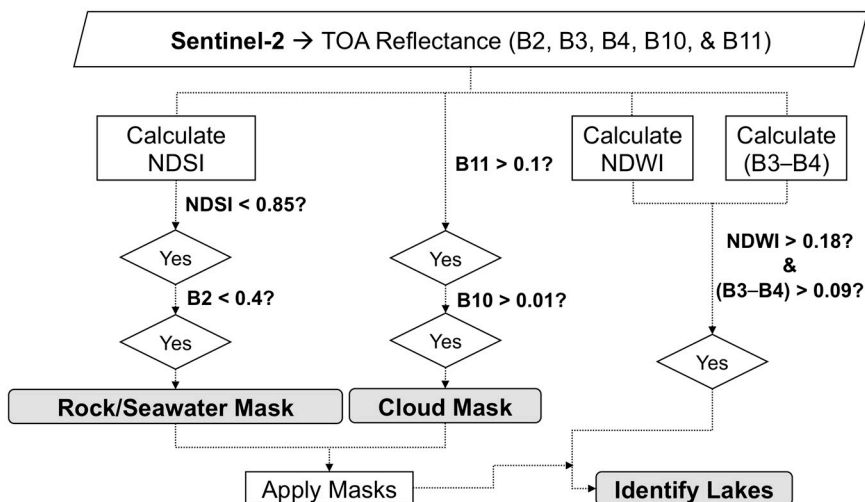 Sentinel-2 → TOA Reflectance (B2, B3, B4, B10, & B11)
Calculate
NDSI
B11 > 0.1?
Calculate
NDWI
Calculate
(B3–B4)
NDSI < 0.85?
Yes
Yes
NDWI > 0.18?
&
(B3–B4) > 0.09?
B2 < 0.4?
B10 > 0.01?
Yes
Yes
Yes
Rock/Seawater Mask
Cloud Mask
Apply Masks
Identify Lakes